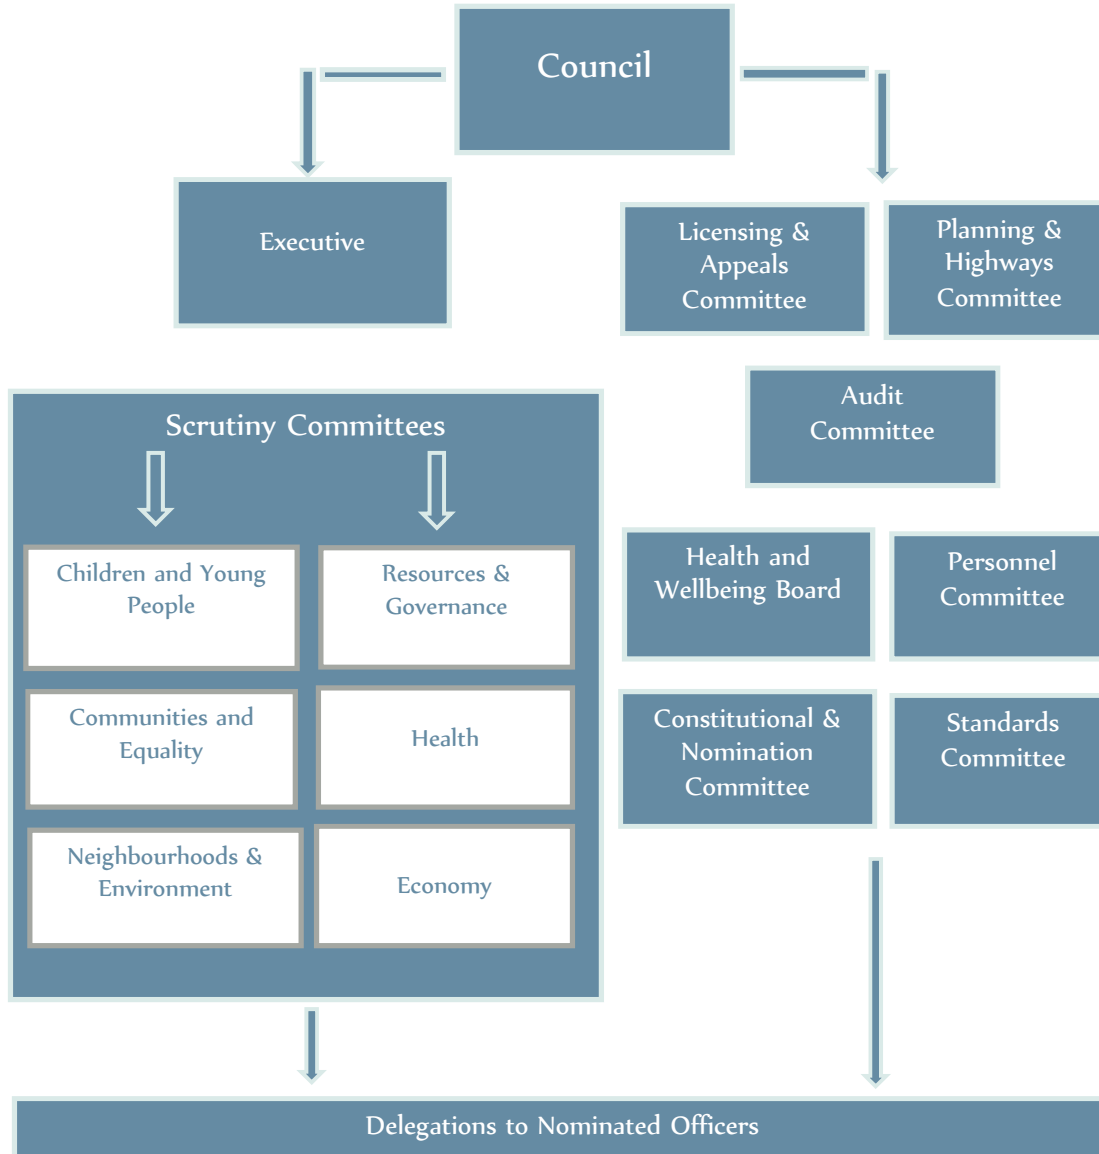 Council
Executive
Licensing &
Appeals
Committee
Planning &
Highways
Committee
Audit
Committee
Scrutiny Committees
Children and Young
People
Resources &
Governance
Communities and
Equality
Health
Neighbourhoods &
Environment
Economy
Health and
Wellbeing Board
Personnel
Committee
Constitutional &
Nomination
Committee
Standards
Committee
Delegations to Nominated Officers